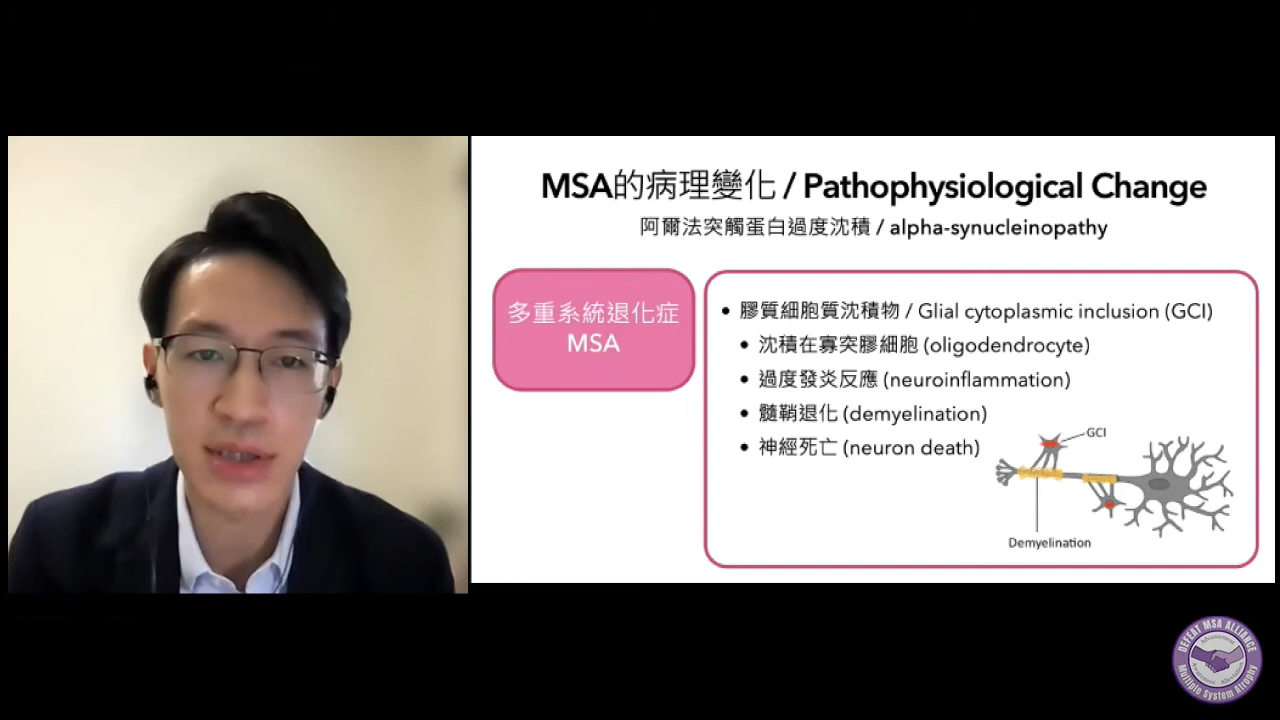 MSA的病理變化 / Pathophysiological Change
阿爾法突觸蛋白過度沈積 / alpha-synucleinopathy
多重系統退化症
MSA
• 膠質細胞質沈積物 / Glial cytoplasmic inclusion (GCI)
• 沈積在寡突膠細胞 (oligodendrocyte)
• 過度發炎反應 (neuroinflammation)
• 髓鞘退化 (demyelination)
• 神經死亡 (neuron death)
GCI
Demyelination
DEFEAT MSA ALLIANCE
Multiple System Atrophy